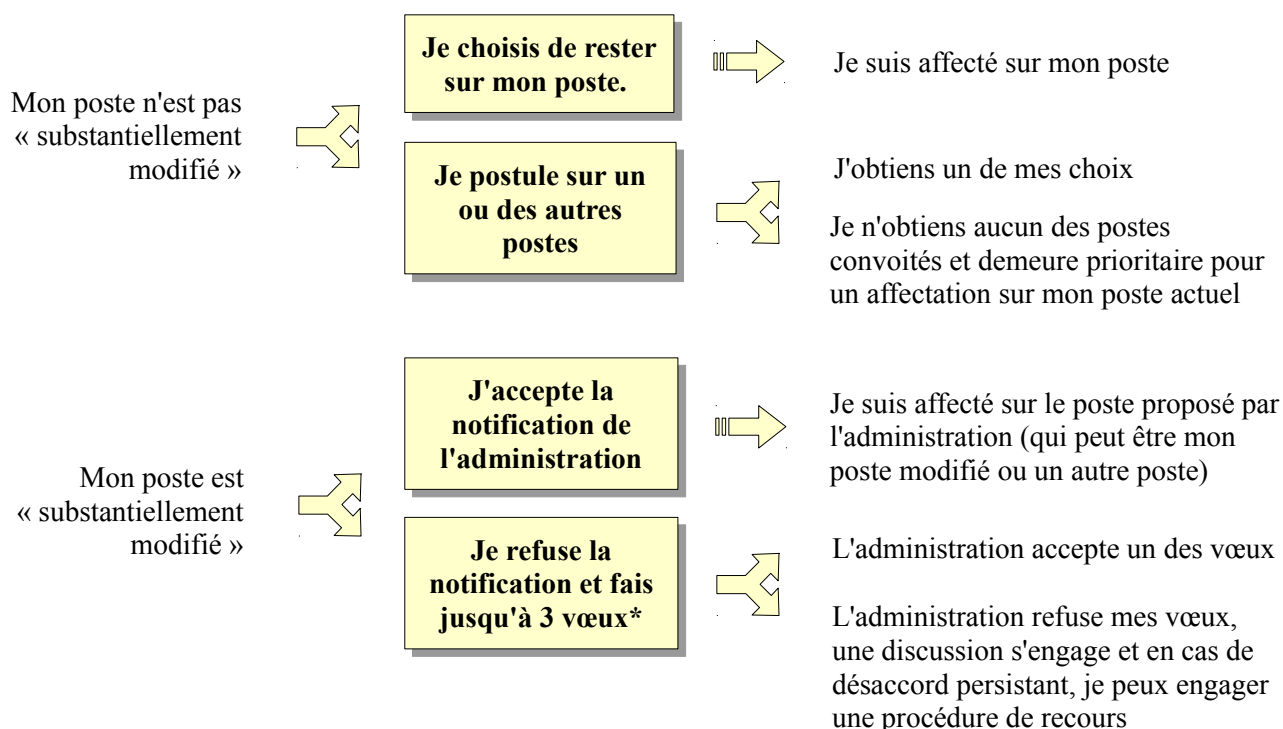 Mon poste n'est pas
« substantiellement
modifié »
Je choisis de rester
sur mon poste.
Je suis affecté sur mon poste
Je postule sur un
ou des autres
postes
J'obtiens un de mes choix
Je n'obtiens aucun des postes
convoités et demeure prioritaire pour
un affectation sur mon poste actuel
Mon poste est
« substantiellement
modifié »
J'accepte la
notification de
l'administration
Je suis affecté sur le poste proposé par
l'administration (qui peut être mon
poste modifié ou un autre poste)
Je refuse la
notification et fais
jusqu'à 3 vœux*
L'administration accepte un des vœux
L'administration refuse mes vœux,
une discussion s'engage et en cas de
désaccord persistant, je peux engager
une procédure de recours